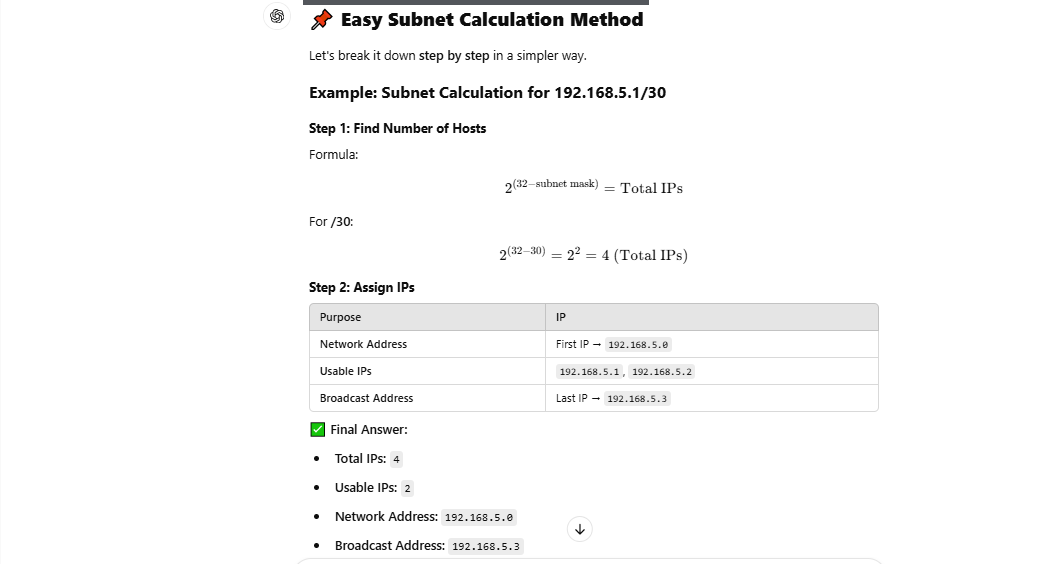 📌 Easy Subnet Calculation Method
Let's break it down step by step in a simpler way.
Example: Subnet Calculation for 192.168.5.1/30
Step 1: Find Number of Hosts
Formula:
2^(32−subnet mask) = Total IPs
For /30:
2^(32−30) = 2^2 = 4 (Total IPs)
Step 2: Assign IPs
Purpose IP
Network Address First IP → 192.168.5.0
Usable IPs 192.168.5.1, 192.168.5.2
Broadcast Address Last IP → 192.168.5.3
✅ Final Answer:
• Total IPs: 4
• Usable IPs: 2
• Network Address: 192.168.5.0
• Broadcast Address: 192.168.5.3